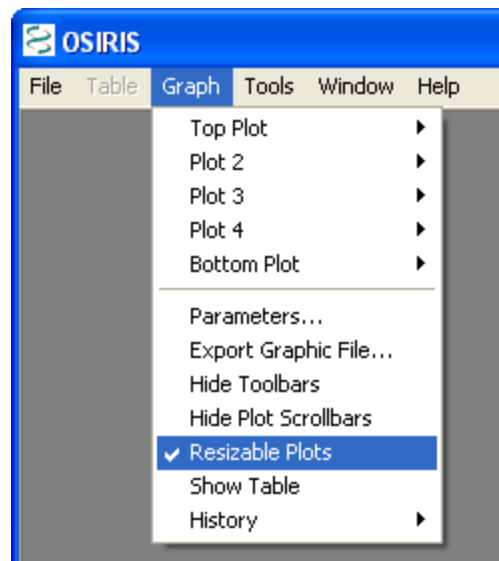 OSIRIS
File Table Graph Tools Window Help
Top Plot
Plot 2
Plot 3
Plot 4
Bottom Plot
Parameters...
Export Graphic File...
Hide Toolbars
Hide Plot Scrollbars
Resizable Plots
Show Table
History